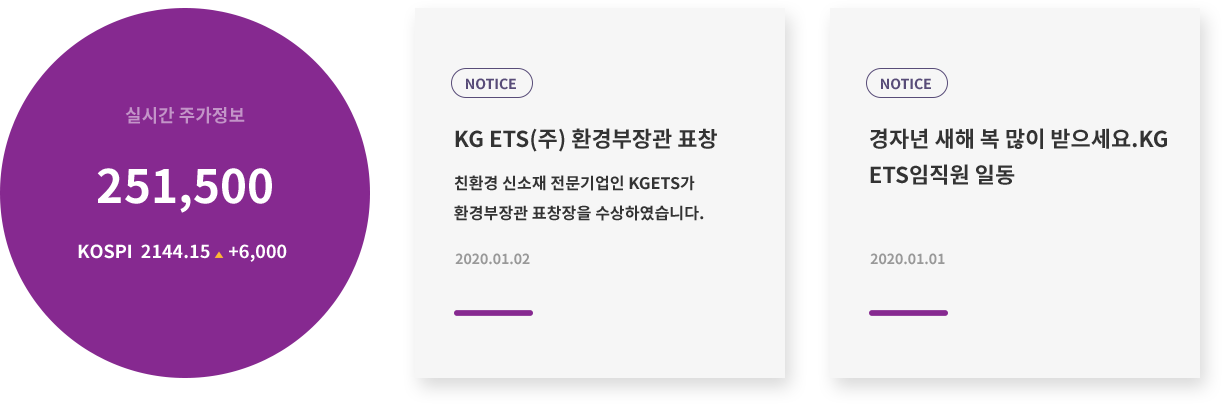 실시간 주가정보
251,500
KOSPI 2144.15 ▲ +6,000
NOTICE
KG ETS(주) 환경부장관 표창
친환경 신소재 전문기업인 KGETS가
환경부장관 표창장을 수상하였습니다.
2020.01.02
NOTICE
경자년 새해 복 많이 받으세요.KG
ETS임직원 일동
2020.01.01